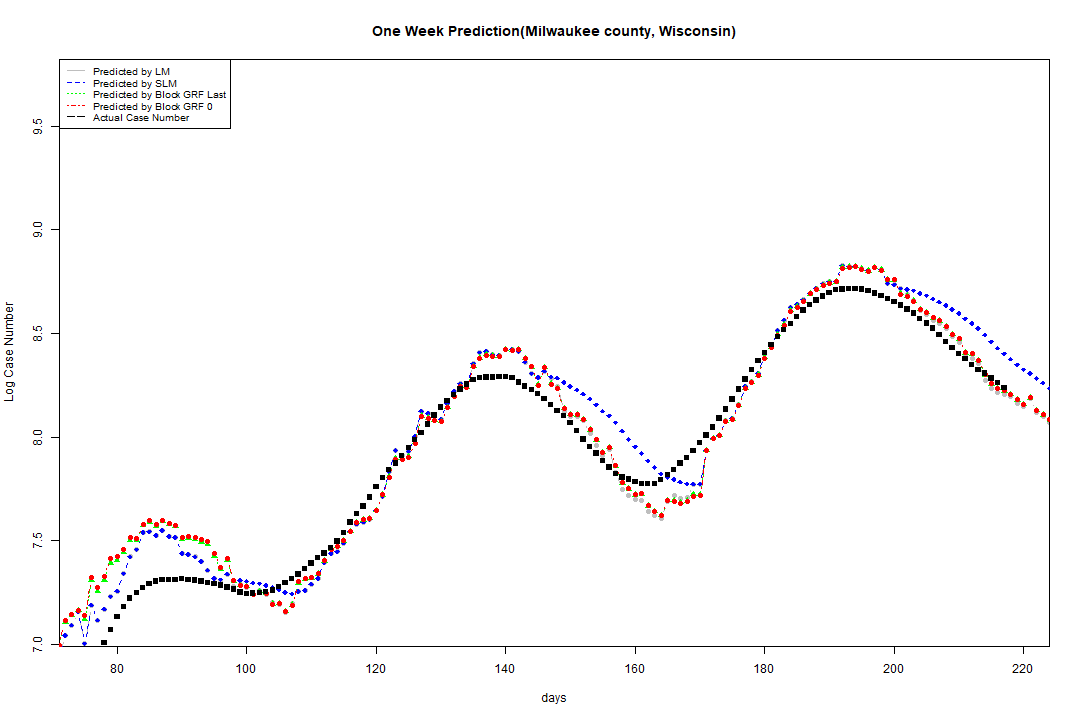 One Week Prediction(Milwaukee county, Wisconsin)
Predicted by LM
Predicted by SLM
Predicted by Block GRF Last
Predicted by Block GRF 0
Actual Case Number
9.5
9.0
8.5
8.0
7.5
7.0
Log Case Number
80 100 120 140 160 180 200 220
days